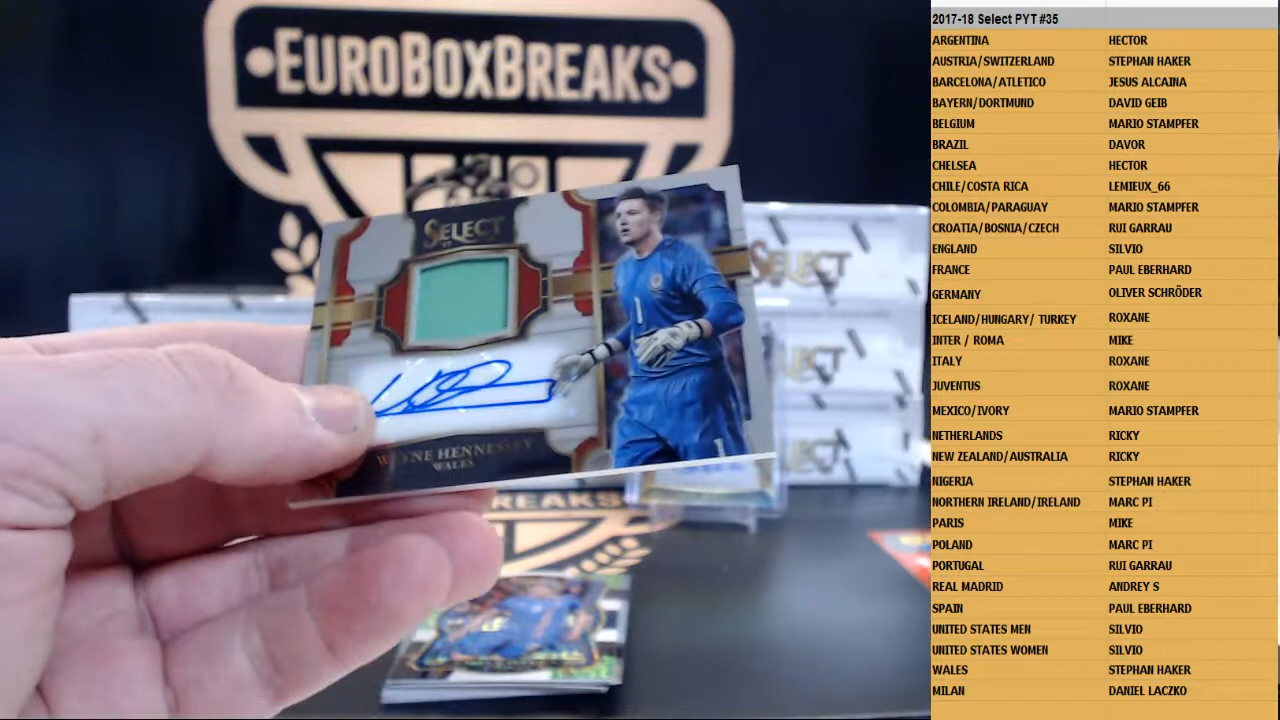 EUROBOXBREAKS
SELECT
WAYNE HENNESSEY
WALES
1
1
SELECT
REAKS
2017-18 Select PYT #35
ARGENTINA HECTOR
AUSTRIA/SWITZERLAND STEPHAN HAKER
BARCELONA/ATLETICO JESUS ALCAINA
BAYERN/DORTMUND DAVID GEIB
BELGIUM MARIO STAMPFER
BRAZIL DAVOR
CHELSEA HECTOR
CHILE/COSTA RICA LEMIEUX_66
COLOMBIA/PARAGUAY MARIO STAMPFER
CROATIA/BOSNIA/CZECH RUI GARRAU
ENGLAND SILVIO
FRANCE PAUL EBERHARD
GERMANY OLIVER SCHRÖDER
ICELAND/HUNGARY/ TURKEY ROXANE
INTER / ROMA MIKE
ITALY ROXANE
JUVENTUS ROXANE
MEXICO/IVORY MARIO STAMPFER
NETHERLANDS RICKY
NEW ZEALAND/AUSTRALIA RICKY
NIGERIA STEPHAN HAKER
NORTHERN IRELAND/IRELAND MARC PI
PARIS MIKE
POLAND MARC PI
PORTUGAL RUI GARRAU
REAL MADRID ANDREY S
SPAIN PAUL EBERHARD
UNITED STATES MEN SILVIO
UNITED STATES WOMEN SILVIO
WALES STEPHAN HAKER
MILAN DANIEL LACZKO